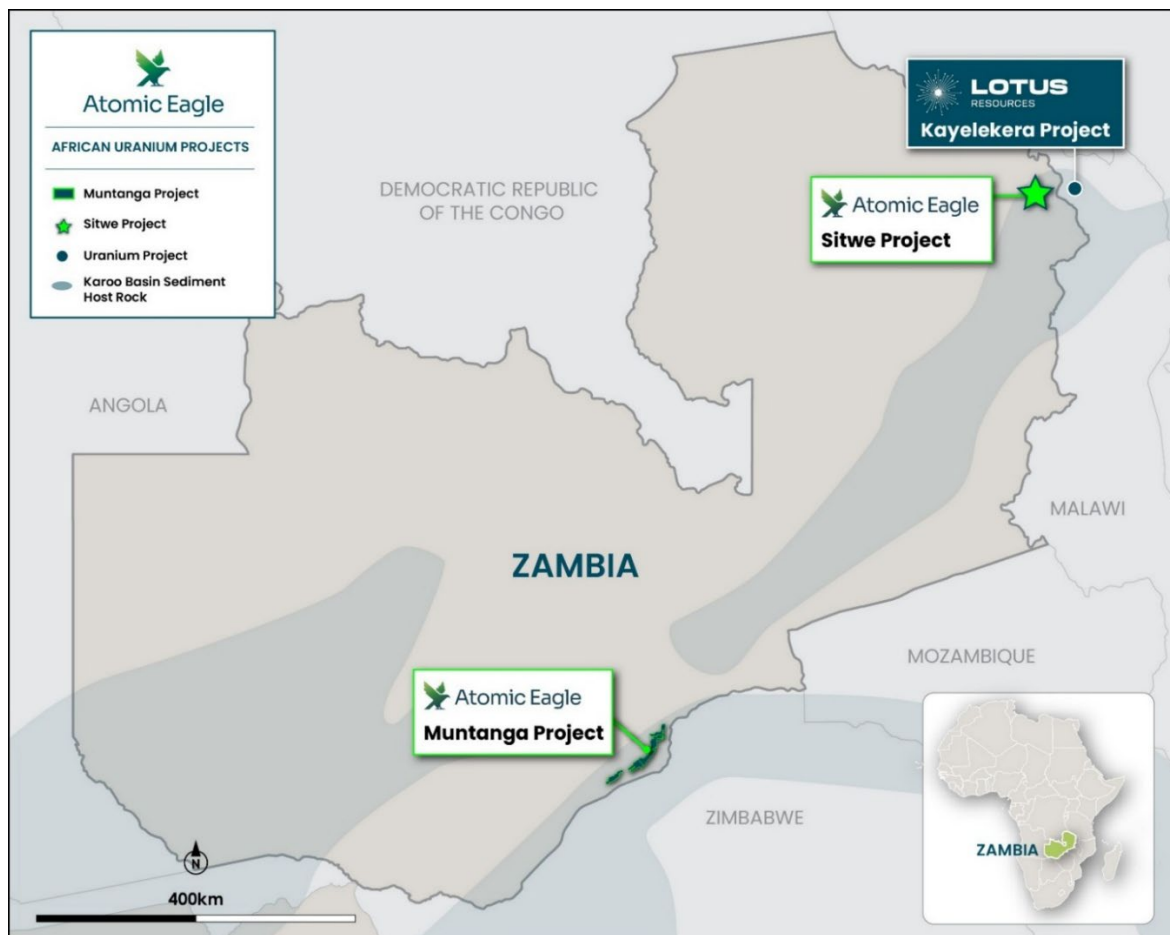 Atomic Eagle
AFRICAN URANIUM PROJECTS
Muntanga Project
Sitwe Project
Uranium Project
Karoo Basin Sediment
Host Rock
LOTUS
RESOURCES
Kayelekera Project
DEMOCRATIC REPUBLIC
OF THE CONGO
Atomic Eagle
Sitwe Project
ANGOLA
MALAWI
ZAMBIA
MOZAMBIQUE
Atomic Eagle
Muntanga Project
ZIMBABWE
ZAMBIA
N
400km